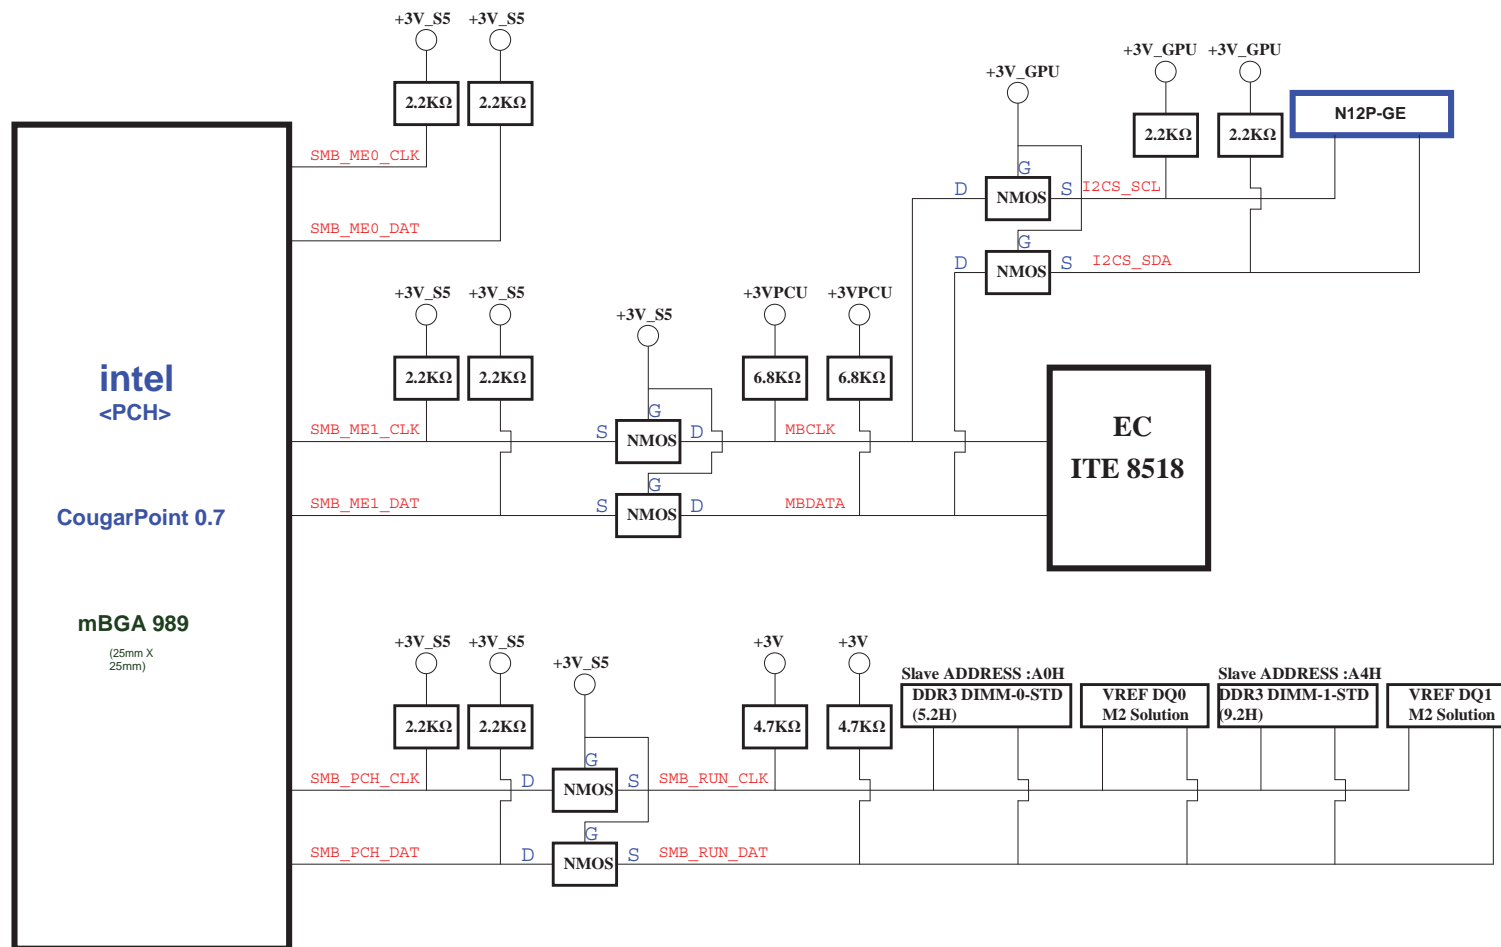 +3V_S5 +3V_S5
2.2KΩ 2.2KΩ
SMB_ME0_CLK
SMB_ME0_DAT
+3V_GPU +3V_GPU
+3V_GPU
2.2KΩ 2.2KΩ
N12P-GE
G
D NMOS S I2CS_SCL
G
D NMOS S I2CS_SDA
+3V_S5 +3V_S5
+3V_S5
+3VPCU +3VPCU
2.2KΩ 2.2KΩ
6.8KΩ 6.8KΩ
intel
<PCH>
CougarPoint 0.7
mBGA 989
(25mm X
25mm)
G
SMB_ME1_CLK S NMOS D MBCLK
G
SMB_ME1_DAT S NMOS D MBDATA
EC
ITE 8518
+3V_S5 +3V_S5
+3V_S5
+3V +3V
2.2KΩ 2.2KΩ
4.7KΩ 4.7KΩ
Slave ADDRESS :A0H
DDR3 DIMM-0-STD
(5.2H)
VREF DQ0
M2 Solution
Slave ADDRESS :A4H
DDR3 DIMM-1-STD
(9.2H)
VREF DQ1
M2 Solution
G
SMB_PCH_CLK D NMOS S SMB_RUN_CLK
G
SMB_PCH_DAT D NMOS S SMB_RUN_DAT